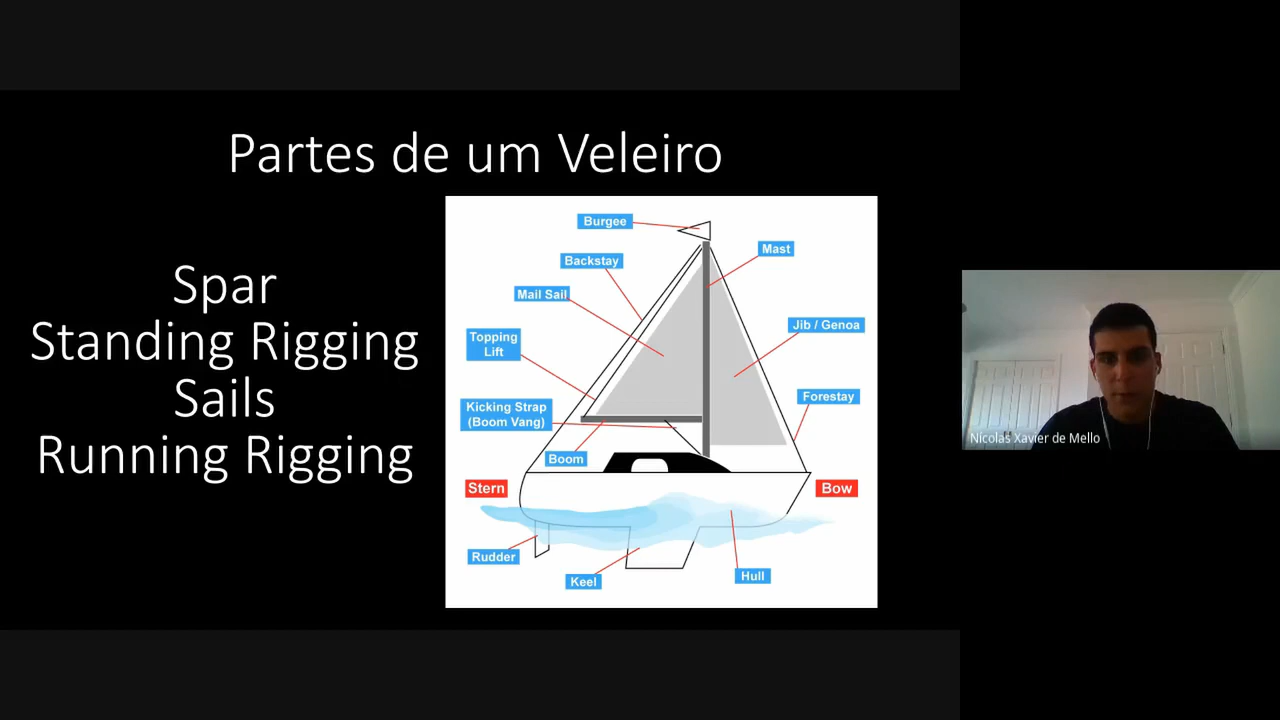 Partes de um Veleiro
Spar
Standing Rigging
Sails
Running Rigging
Burgee
Mast
Backstay
Mail Sail
Jib / Genoa
Topping
Lift
Forestay
Kicking Strap
(Boom Vang)
Boom
Stern
Bow
Rudder
Keel
Hull
Nícolas Xavier de Mello